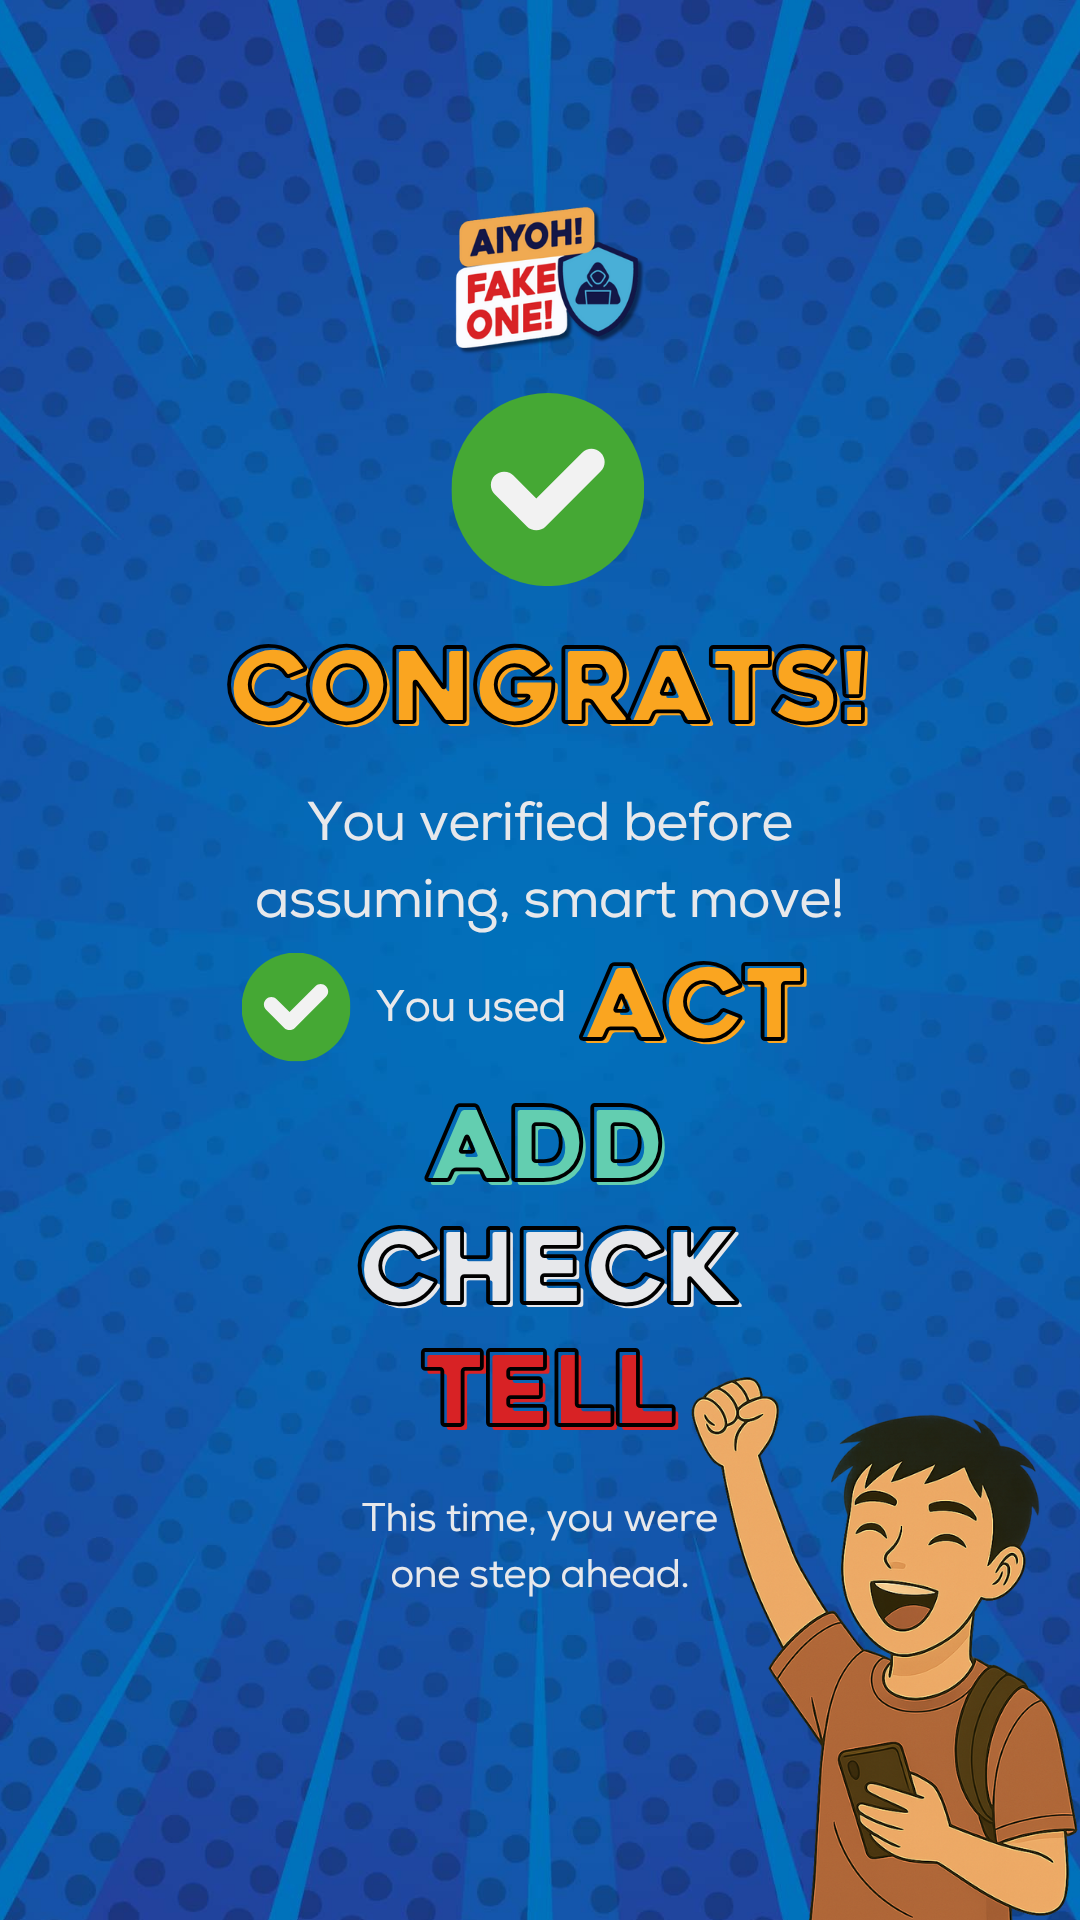 AIYOH!
FAKE
ONE!
CONGRATS!
You verified before
assuming, smart move!
You used ACT
ADD
CHECK
TELL
This time, you were
one step ahead.